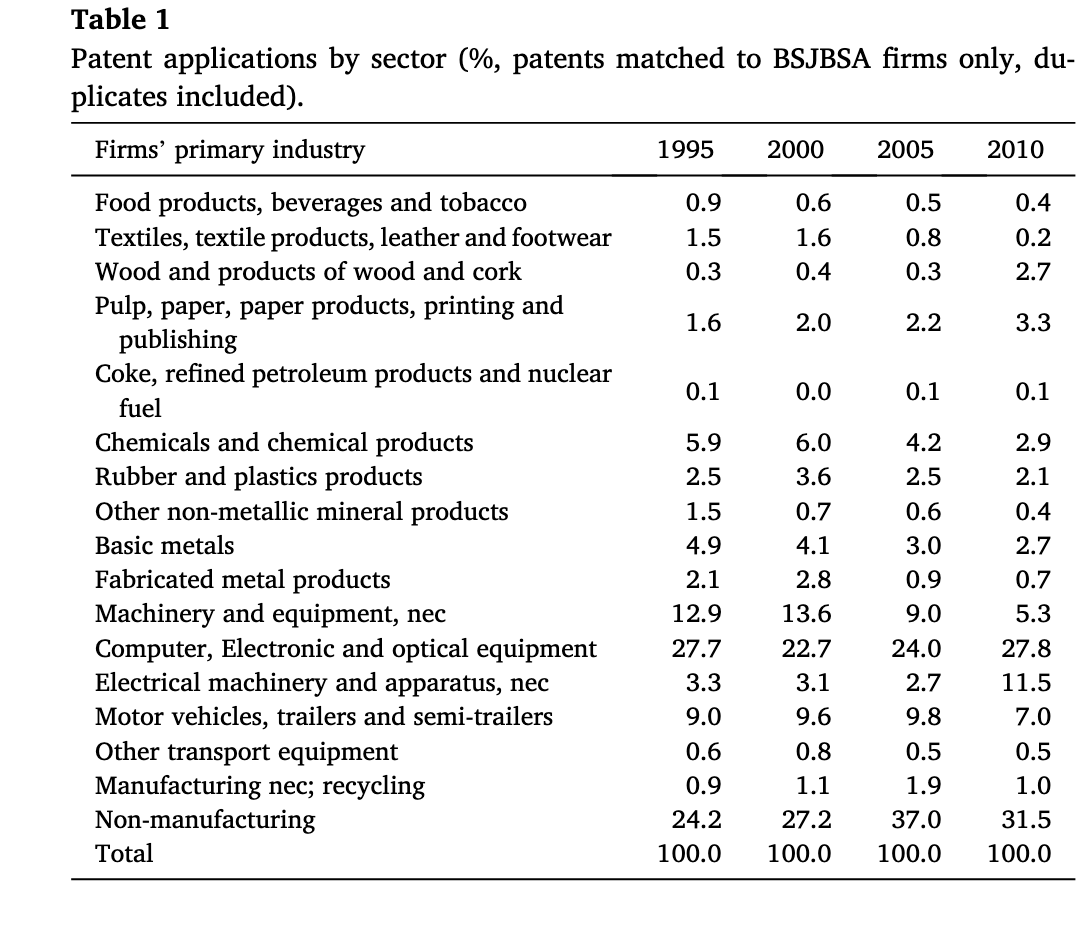 Table 1
Patent applications by sector (%, patents matched to BSJBSA firms only, du-
plicates included).
Firms’ primary industry 1995 2000 2005 2010
Food products, beverages and tobacco 0.9 0.6 0.5 0.4
Textiles, textile products, leather and footwear 1.5 1.6 0.8 0.2
Wood and products of wood and cork 0.3 0.4 0.3 2.7
Pulp, paper, paper products, printing and
publishing 1.6 2.0 2.2 3.3
Coke, refined petroleum products and nuclear
fuel 0.1 0.0 0.1 0.1
Chemicals and chemical products 5.9 6.0 4.2 2.9
Rubber and plastics products 2.5 3.6 2.5 2.1
Other non-metallic mineral products 1.5 0.7 0.6 0.4
Basic metals 4.9 4.1 3.0 2.7
Fabricated metal products 2.1 2.8 0.9 0.7
Machinery and equipment, nec 12.9 13.6 9.0 5.3
Computer, Electronic and optical equipment 27.7 22.7 24.0 27.8
Electrical machinery and apparatus, nec 3.3 3.1 2.7 11.5
Motor vehicles, trailers and semi-trailers 9.0 9.6 9.8 7.0
Other transport equipment 0.6 0.8 0.5 0.5
Manufacturing nec; recycling 0.9 1.1 1.9 1.0
Non-manufacturing 24.2 27.2 37.0 31.5
Total 100.0 100.0 100.0 100.0